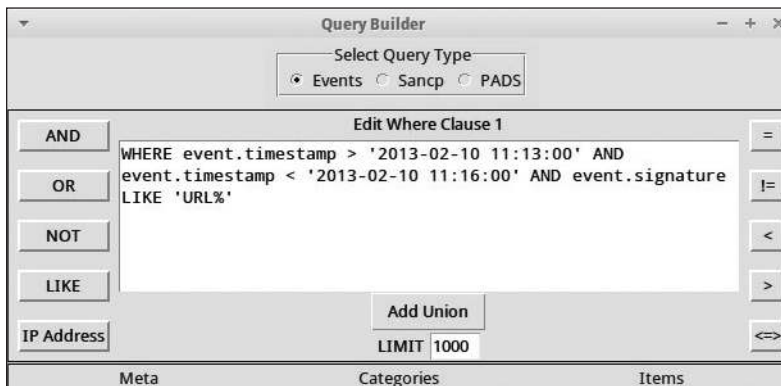 Query Builder
Select Query Type
Events Sancp PADS
Edit Where Clause 1
AND
OR
NOT
LIKE
IP Address
WHERE event.timestamp > '2013-02-10 11:13:00' AND
event.timestamp < '2013-02-10 11:16:00' AND event.signature
LIKE 'URL%'
=
!=
<
>
<=>
Add Union
LIMIT 1000
Meta Categories Items